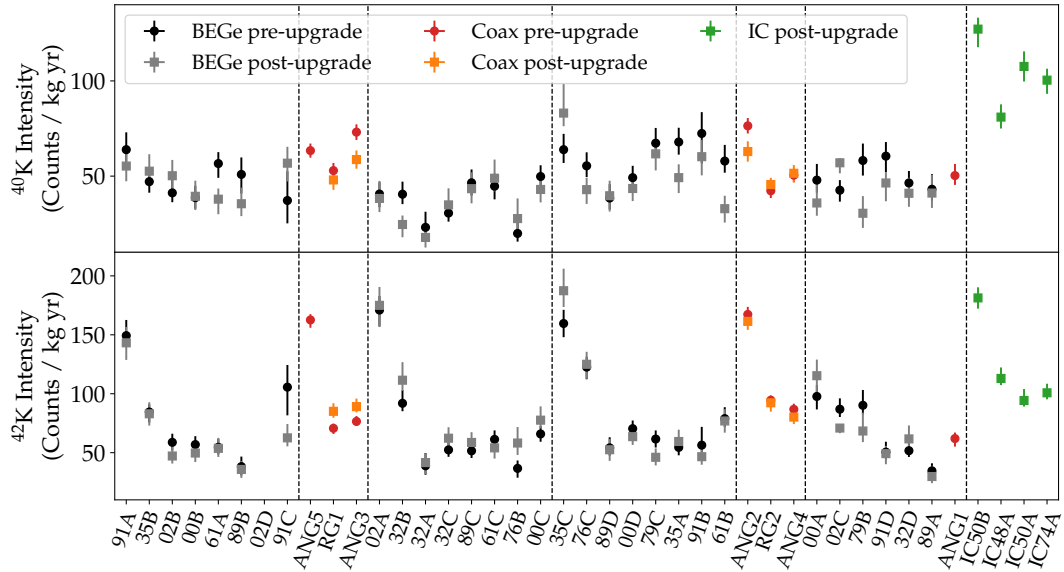 BEGe pre-upgrade
BEGe post-upgrade
Coax pre-upgrade
Coax post-upgrade
IC post-upgrade
⁴⁰K Intensity
(Counts / kg yr)
100
50
⁴²K Intensity
(Counts / kg yr)
200
150
100
50
91A
35B
02B
00B
61A
89B
02D
91C
ANG5
RG1
ANG3
02A
32B
32A
32C
89C
61C
76B
00C
35C
76C
89D
00D
79C
35A
91B
61B
ANG2
RG2
ANG4
00A
02C
79B
91D
32D
89A
ANG1
IC50B
IC48A
IC50A
IC74A